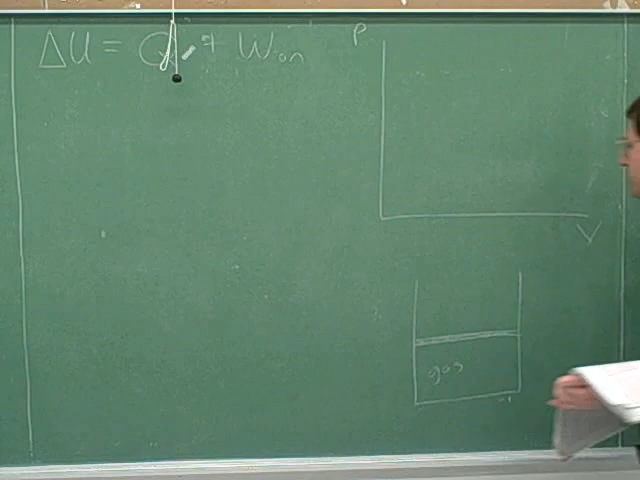 ΔU = Q + Won
P
V
gas